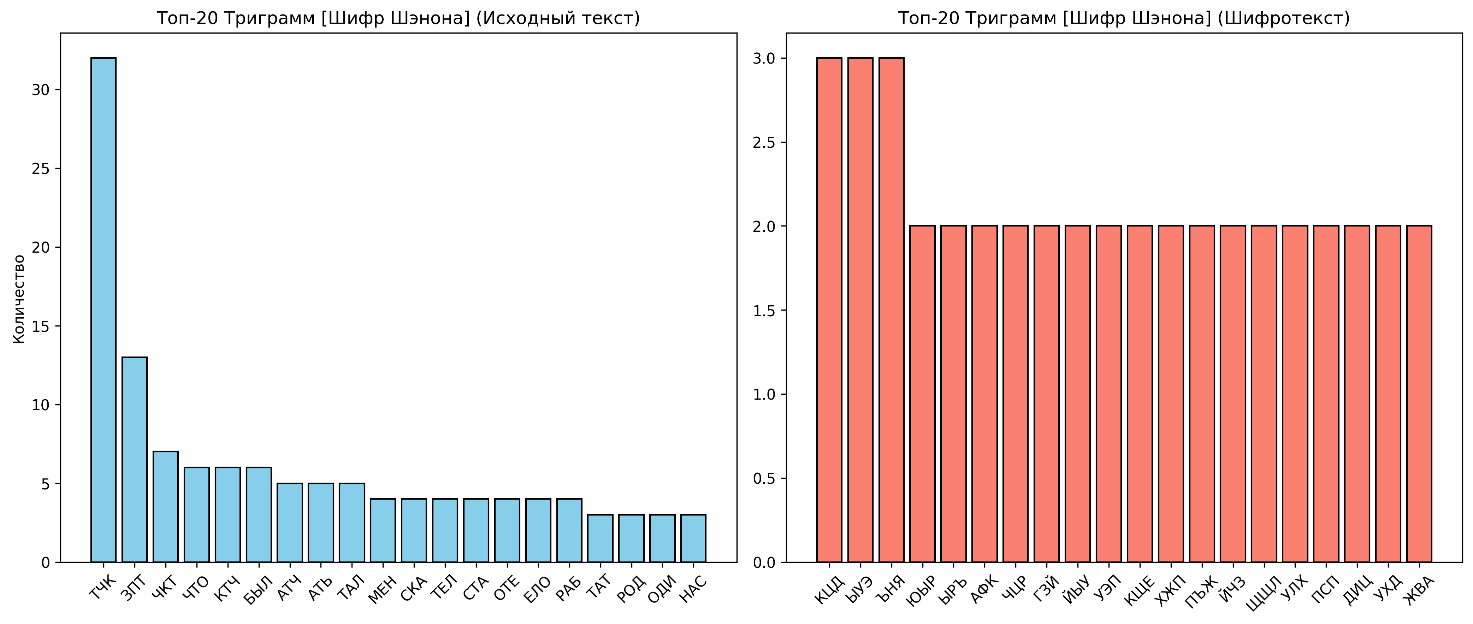 Топ-20 Триграмм [Шифр Шэнона] (Исходный текст)
Количество
30
25
20
15
10
5
0
ТЧК ЗПТ ЧКТ ЧТО КТЧ БЫЛ АТЧ АТЬ ТАЛ МЕН СКА ТЕЛ СТА ОТЕ ЕЛО РАБ ТАТ РОД ОДИ НАС
Топ-20 Триграмм [Шифр Шэнона] (Шифротекст)
3.0
2.5
2.0
1.5
1.0
0.5
0.0
КЦД ЫУЭ ЪНЯ ЮЫР ЫРЪ АФК ЧЦР ГЗЙ ЙЫУ УЭП КЩЕ ХЖП ПЪЖ ЙЧЗ ЩЩЛ УЛХ ПСП ДИЦ УХД ЖВА